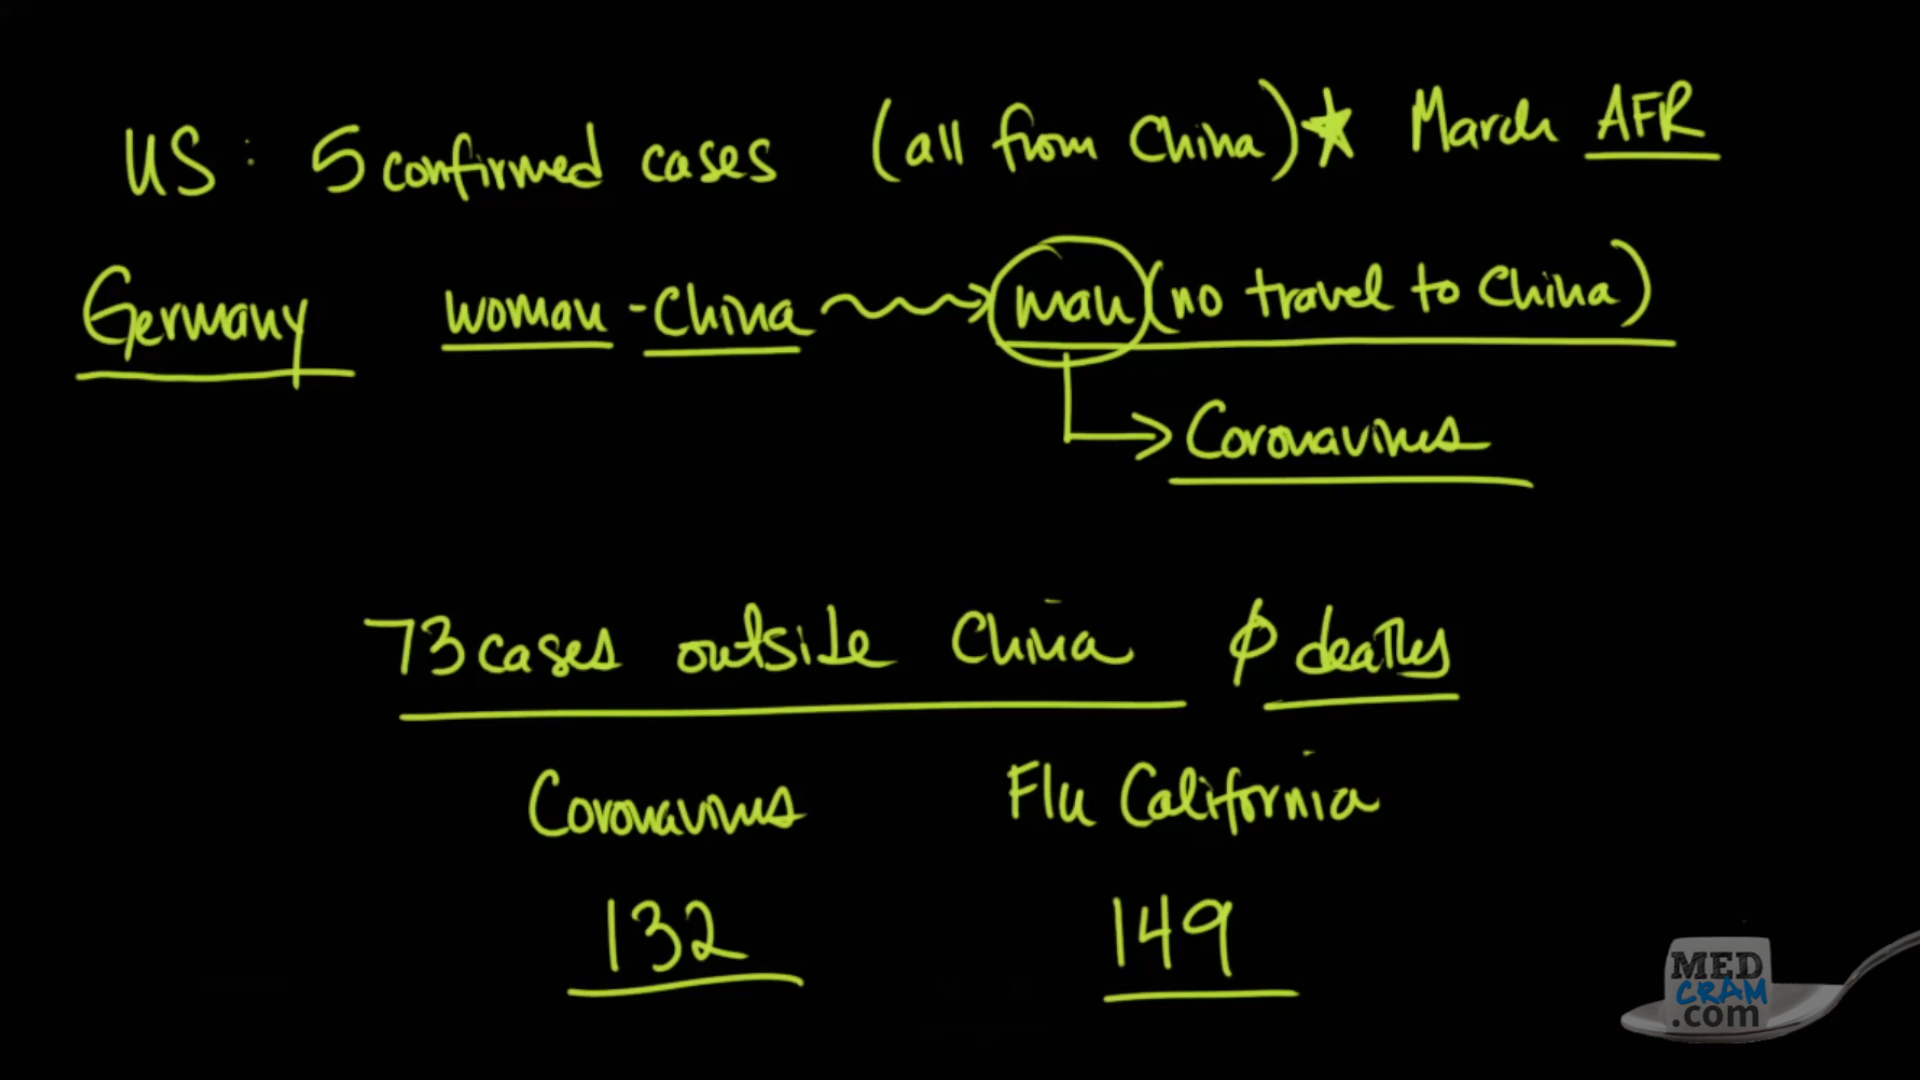 US: 5 confirmed cases (all from China)★ March AFR
Germany woman - China man (no travel to China)
Coronavirus
73 cases outside China ∅ deaths
Coronavirus Flu California
132 149
MED
CRAM
.com